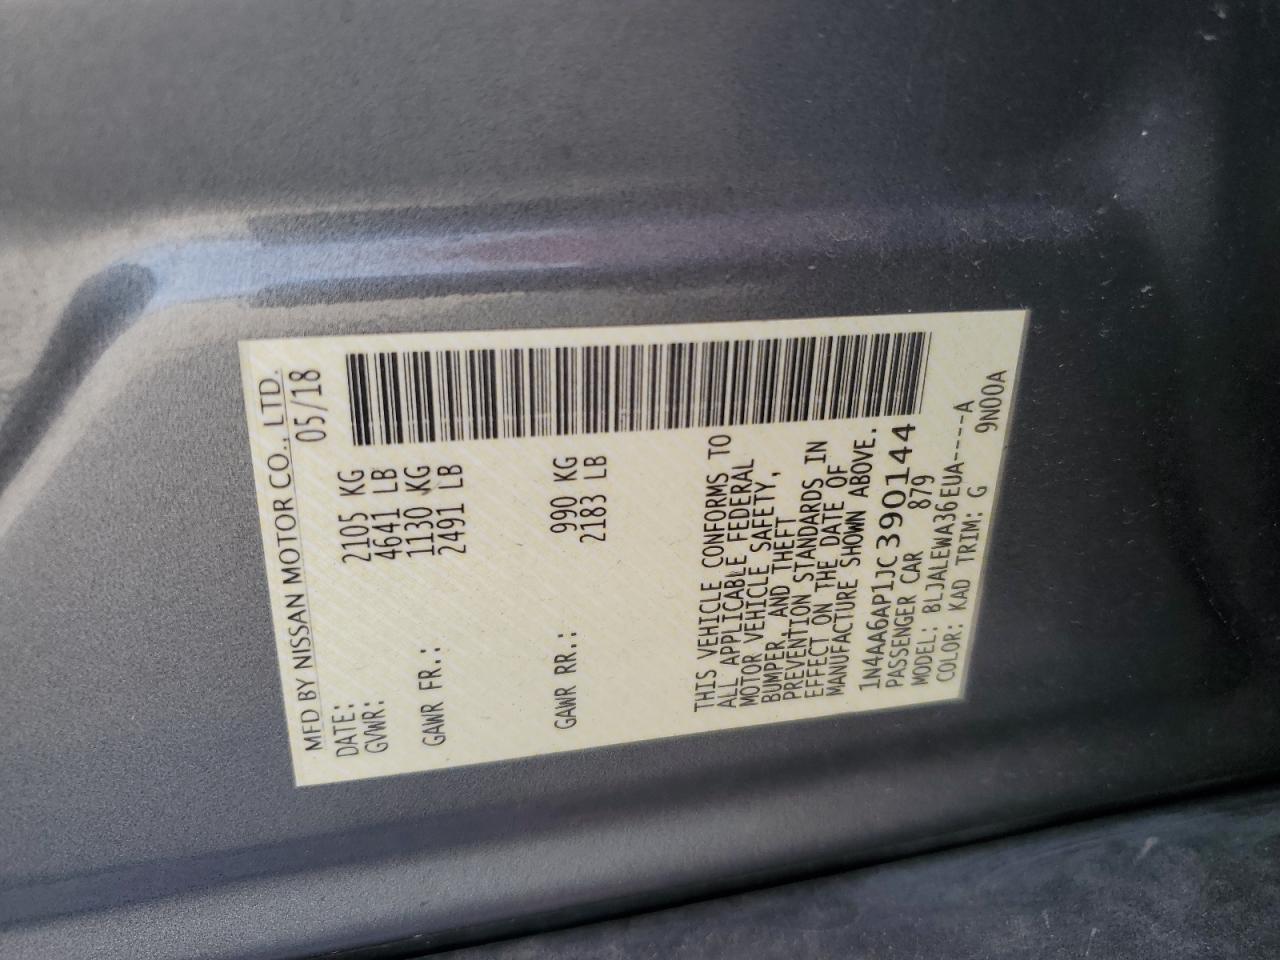 MFD BY NISSAN MOTOR CO., LTD.
DATE: 05/18
GVWR: 2105 KG
4641 LB
GAWR FR.: 1130 KG
2491 LB
GAWR RR.: 990 KG
2183 LB
THIS VEHICLE CONFORMS TO
ALL APPLICABLE FEDERAL
MOTOR VEHICLE SAFETY,
BUMPER, AND THEFT
PREVENTION STANDARDS IN
EFFECT ON THE DATE OF
MANUFACTURE SHOWN ABOVE.
1N4AA6AP1JC390144
PASSENGER CAR 879
MODEL: BLJALEWA36EUA----A
COLOR: KAD TRIM: G 9N00A